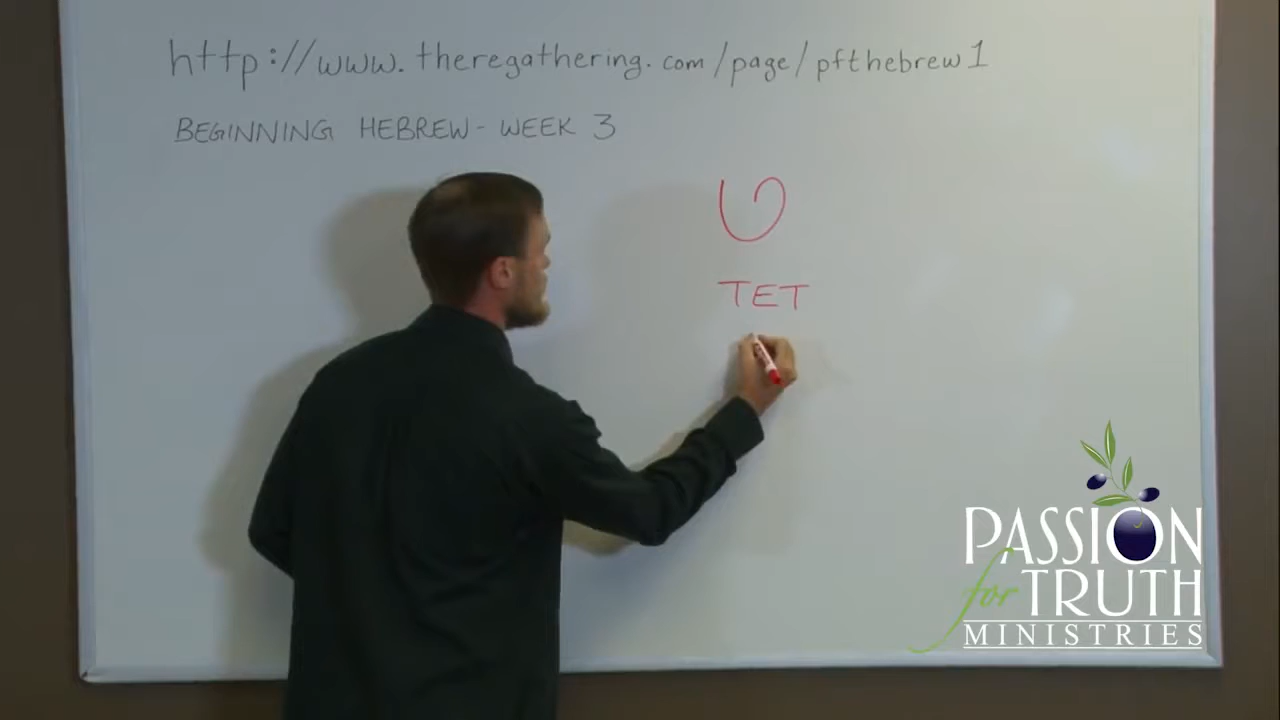 http://www.theregathering.com/page/pfthebrew1
BEGINNING HEBREW- WEEK 3
ט
TET
PASSION
for TRUTH
MINISTRIES